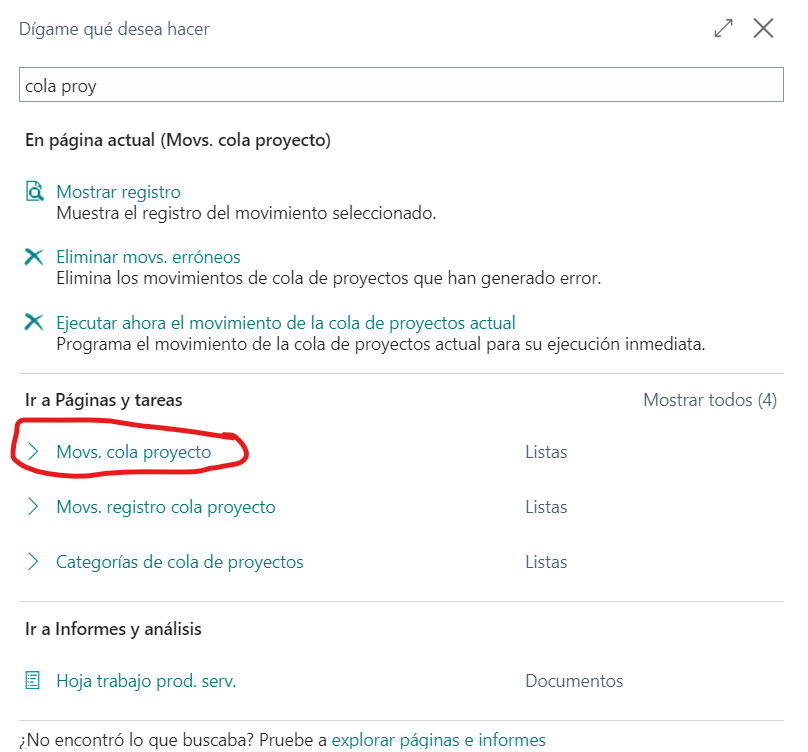 Dígame qué desea hacer
cola proy
En página actual (Movs. cola proyecto)
Mostrar registro
Muestra el registro del movimiento seleccionado.
Eliminar movs. erróneos
Elimina los movimientos de cola de proyectos que han generado error.
Ejecutar ahora el movimiento de la cola de proyectos actual
Programa el movimiento de la cola de proyectos actual para su ejecución inmediata.
Ir a Páginas y tareas Mostrar todos (4)
Movs. cola proyecto Listas
Movs. registro cola proyecto Listas
Categorías de cola de proyectos Listas
Ir a Informes y análisis
Hoja trabajo prod. serv. Documentos
¿No encontró lo que buscaba? Pruebe a explorar páginas e informes